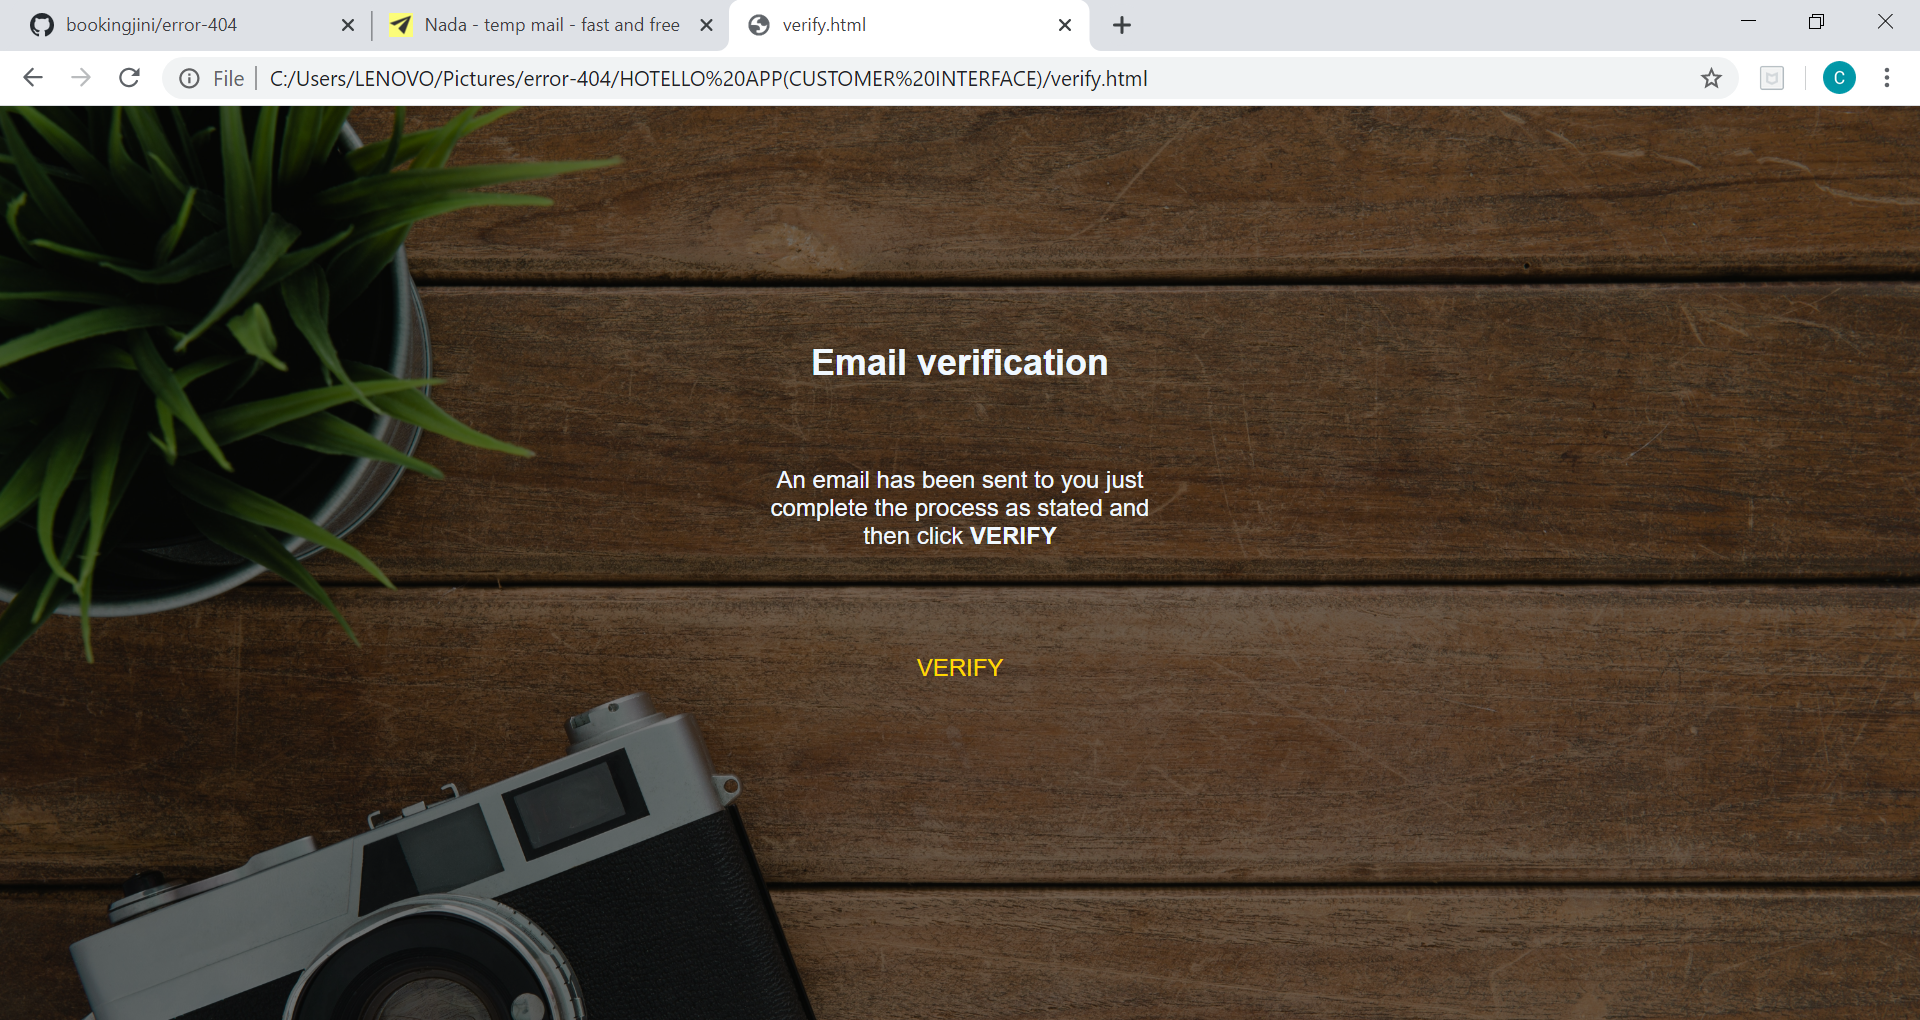 bookingjini/error-404
Nada - temp mail - fast and free
verify.html
File
C:/Users/LENOVO/Pictures/error-404/HOTELLO%20APP(CUSTOMER%20INTERFACE)/verify.html
C
Email verification
An email has been sent to you just
complete the process as stated and
then click VERIFY
VERIFY